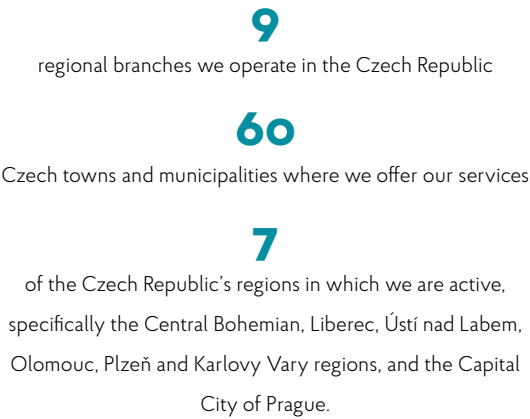 9
regional branches we operate in the Czech Republic
60
Czech towns and municipalities where we offer our services
7
of the Czech Republic’s regions in which we are active,
specifically the Central Bohemian, Liberec, Ústí nad Labem,
Olomouc, Plzeň and Karlovy Vary regions, and the Capital
City of Prague.